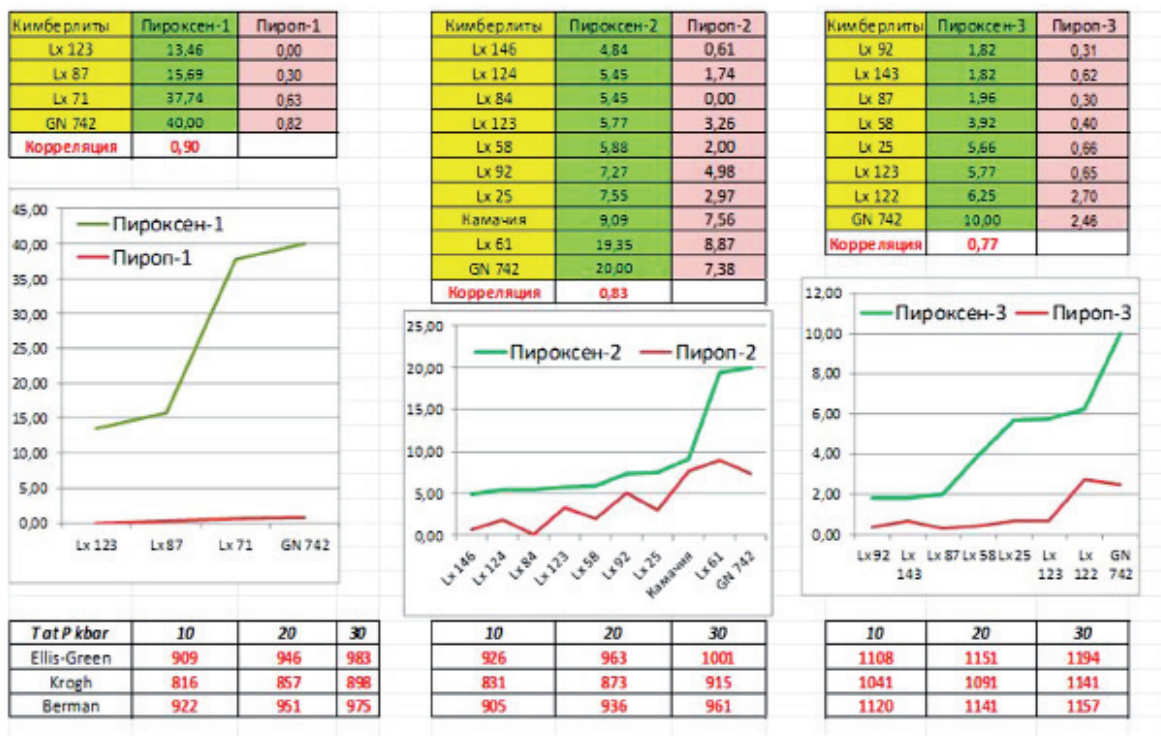 Кимберлиты Пироксен-1 Пироп-1
Lx 123 13,46 0,00
Lx 87 15,69 0,30
Lx 71 37,74 0,63
GN 742 40,00 0,82
Корреляция 0,90
45,00
40,00
35,00
30,00
25,00
20,00
15,00
10,00
5,00
0,00
Пироксен-1
Пироп-1
Lx 123 Lx 87 Lx 71 GN 742
T at P kbar 10 20 30
Ellis-Green 909 946 983
Krogh 816 857 898
Berman 922 951 975
Кимберлиты Пироксен-2 Пироп-2
Lx 146 4,84 0,61
Lx 124 5,45 1,74
Lx 84 5,45 0,00
Lx 123 5,77 3,26
Lx 58 5,88 2,00
Lx 92 7,27 4,98
Lx 25 7,55 2,97
Камачия 9,09 7,56
Lx 61 19,35 8,87
GN 742 20,00 7,38
Корреляция 0,83
25,00
20,00
15,00
10,00
5,00
0,00
Пироксен-2 Пироп-2
Lx 146 Lx 124 Lx 84 Lx 123 Lx 58 Lx 92 Lx 25 Камачия Lx 61 GN 742
10 20 30
926 963 1001
831 873 915
905 936 961
Кимберлиты Пироксен-3 Пироп-3
Lx 92 1,82 0,31
Lx 143 1,82 0,62
Lx 87 1,96 0,30
Lx 58 3,92 0,40
Lx 25 5,66 0,66
Lx 123 5,77 0,65
Lx 122 6,25 2,70
GN 742 10,00 2,46
Корреляция 0,77
12,00
10,00
8,00
6,00
4,00
2,00
0,00
Пироксен-3 Пироп-3
Lx 92 Lx 143 Lx 87 Lx 58 Lx 25 Lx 123 Lx 122 GN 742
10 20 30
1108 1151 1194
1041 1091 1141
1120 1141 1157